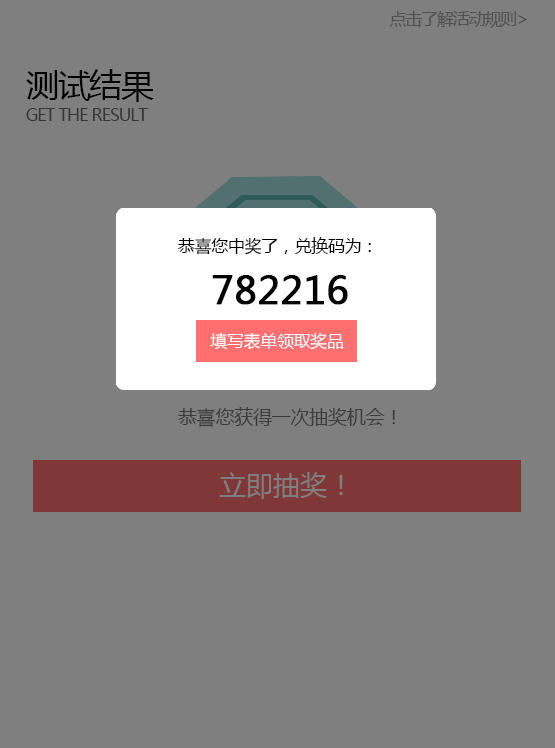 点击了解活动规则>
测试结果
GET THE RESULT
恭喜您中奖了，兑换码为：
782216
填写表单领取奖品
恭喜您获得一次抽奖机会！
立即抽奖！